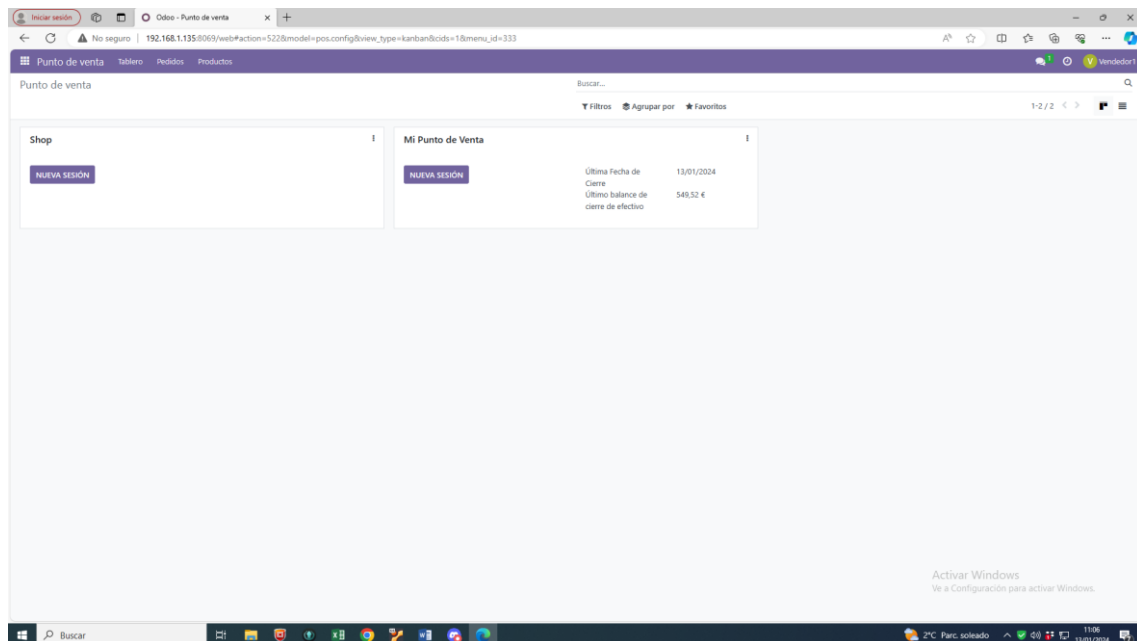 Iniciar sesión
Odoo - Punto de venta
No seguro | 192.168.1.135:8069/web#action=522&model=pos.config&view_type=kanban&cids=1&menu_id=333
Punto de venta Tablero Pedidos Productos
1
V Vendedor1
Punto de venta
Buscar...
Filtros Agrupar por Favoritos
1-2 / 2
Shop
NUEVA SESIÓN
Mi Punto de Venta
NUEVA SESIÓN
Última Fecha de Cierre
13/01/2024
Último balance de cierre de efectivo
549,52 €
Activar Windows
Ve a Configuración para activar Windows.
Buscar
2°C Parc. soleado
11:06
13/01/2024